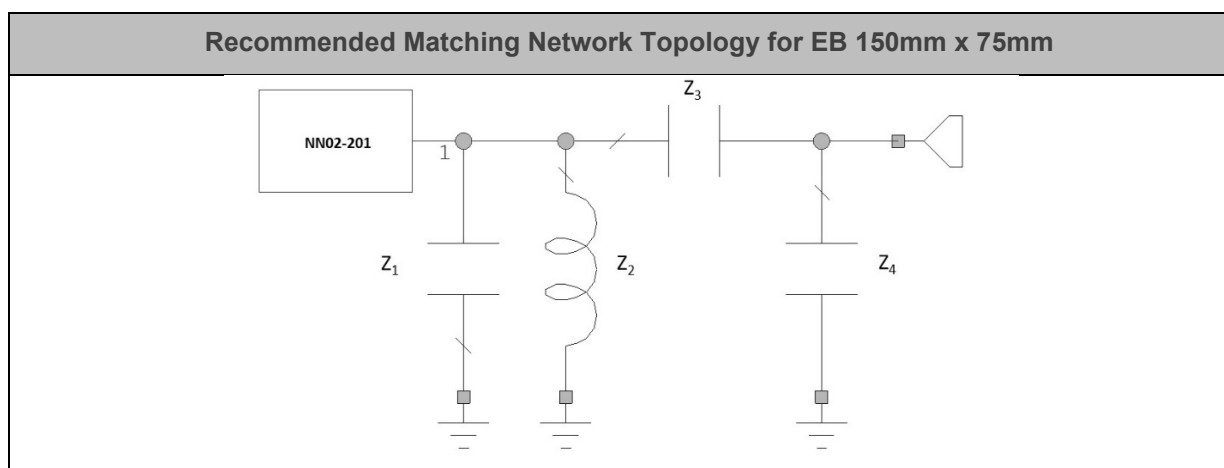 Recommended Matching Network Topology for EB 150mm x 75mm
Z3
NN02-201
1
Z1
Z2
Z4